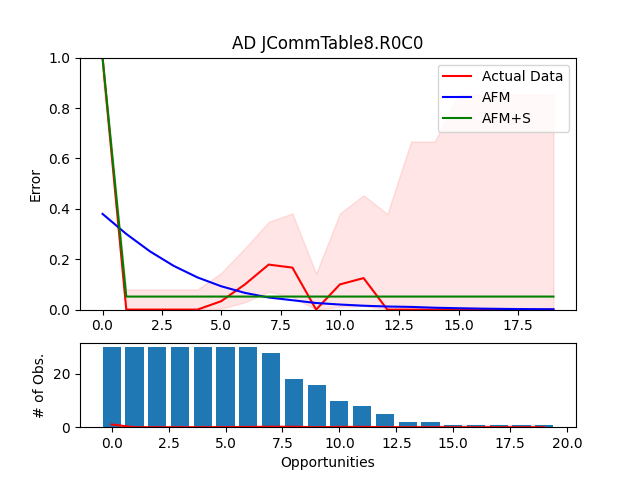 AD JCommTable8.R0C0
1.0
0.8
0.6
0.4
0.2
0.0
Error
Actual Data
AFM
AFM+S
0.0 2.5 5.0 7.5 10.0 12.5 15.0 17.5
20
0
# of Obs.
0.0 2.5 5.0 7.5 10.0 12.5 15.0 17.5 20.0
Opportunities